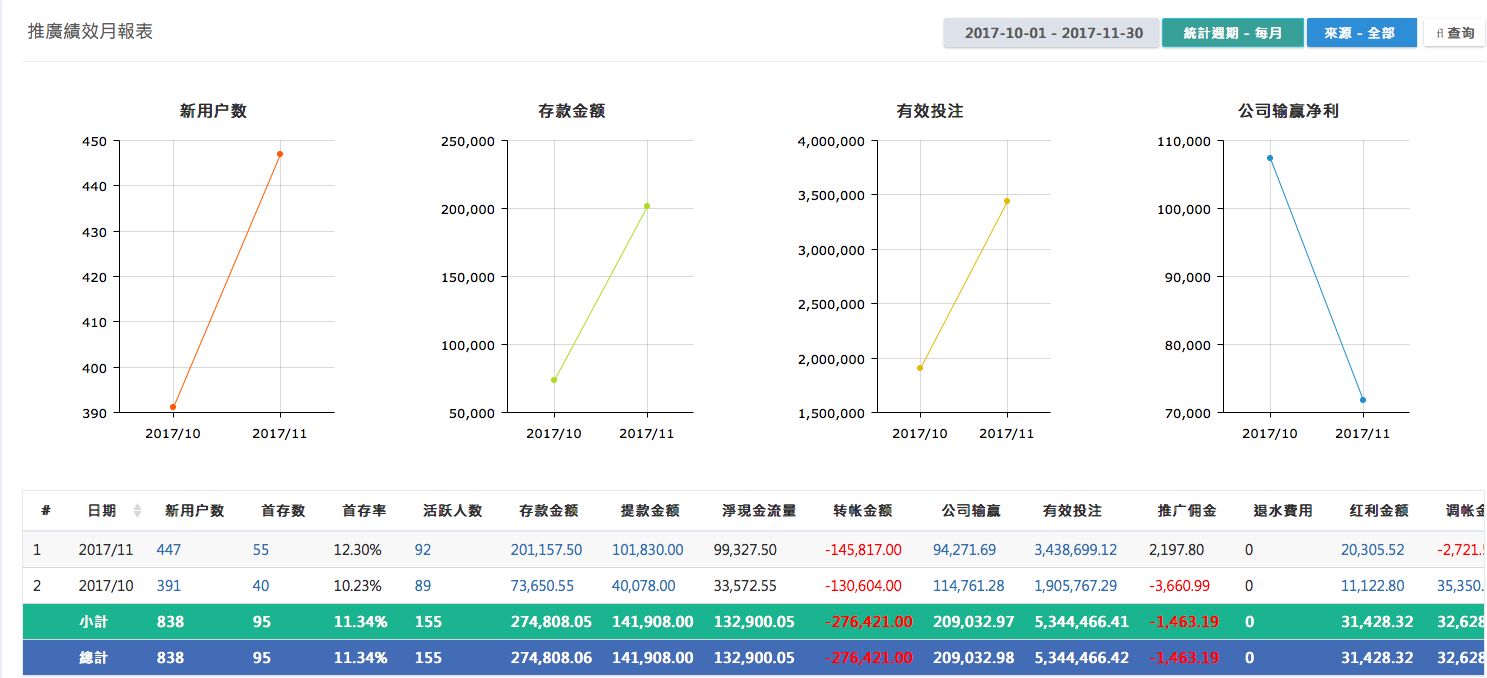 推廣績效月報表
2017-10-01 - 2017-11-30 統計週期 - 每月 來源 - 全部 查询
新用户数 存款金额 有效投注 公司输赢净利
450 250,000 4,000,000 110,000
440
3,500,000
430 200,000 100,000
3,000,000
420 150,000 90,000
2,500,000
410
100,000 80,000
400 2,000,000
390 50,000 1,500,000 70,000
2017/10 2017/11 2017/10 2017/11 2017/10 2017/11 2017/10 2017/11
# 日期 新用户数 首存数 首存率 活跃人数 存款金额 提款金额 淨現金流量 转帐金额 公司输赢 有效投注 推广佣金 退水費用 红利金额 调帐金
1 2017/11 447 55 12.30% 92 201,157.50 101,830.00 99,327.50 -145,817.00 94,271.69 3,438,699.12 2,197.80 0 20,305.52 -2,721.
2 2017/10 391 40 10.23% 89 73,650.55 40,078.00 33,572.55 -130,604.00 114,761.28 1,905,767.29 -3,660.99 0 11,122.80 35,350.
小計 838 95 11.34% 155 274,808.05 141,908.00 132,900.05 -276,421.00 209,032.97 5,344,466.41 -1,463.19 0 31,428.32 32,628
總計 838 95 11.34% 155 274,808.06 141,908.00 132,900.05 -276,421.00 209,032.98 5,344,466.42 -1,463.19 0 31,428.32 32,628